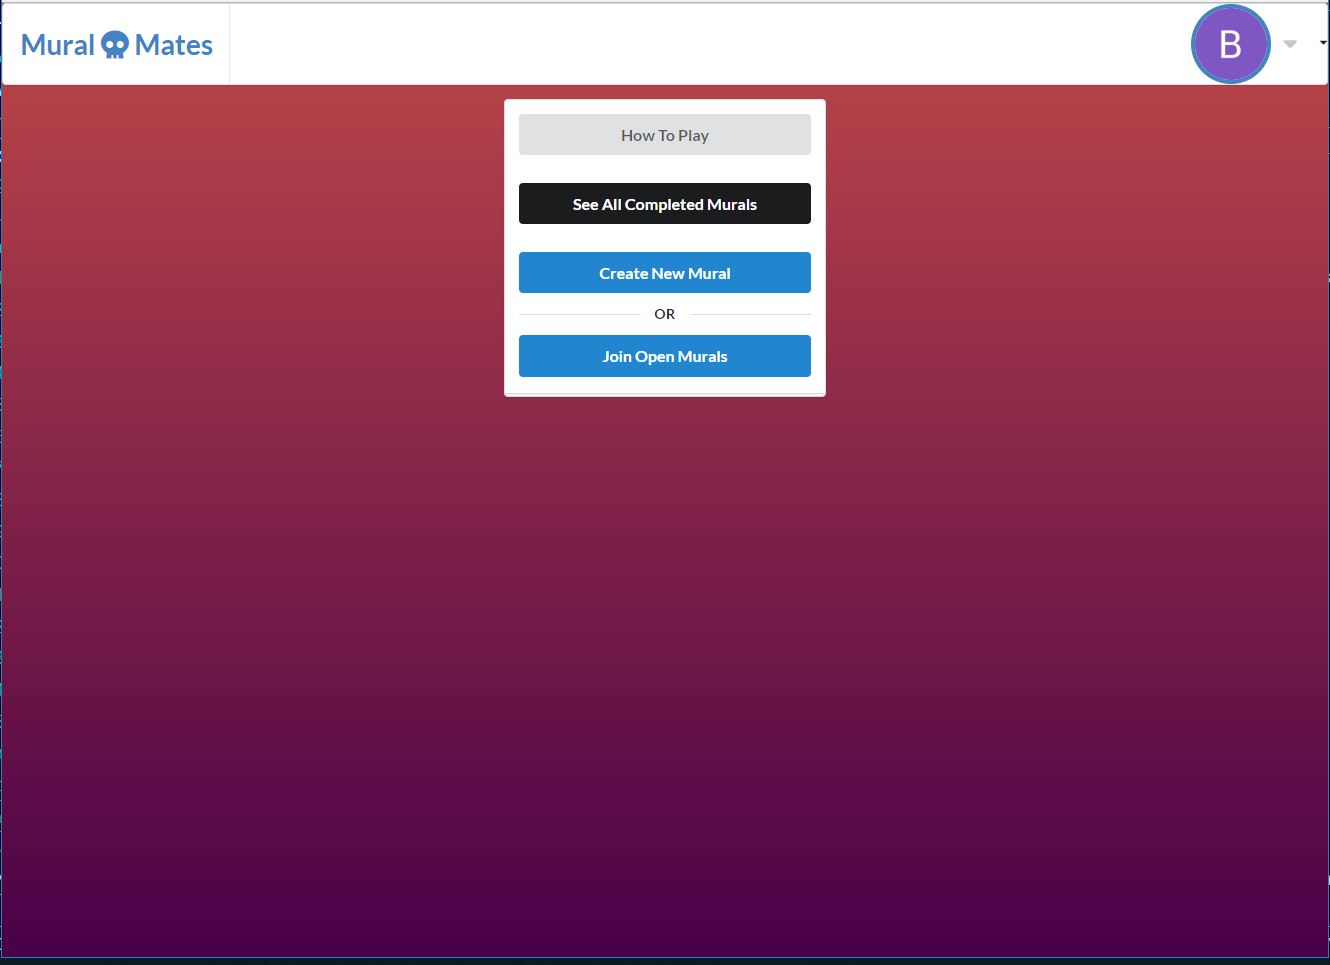 Mural Mates
B
How To Play
See All Completed Murals
Create New Mural
OR
Join Open Murals